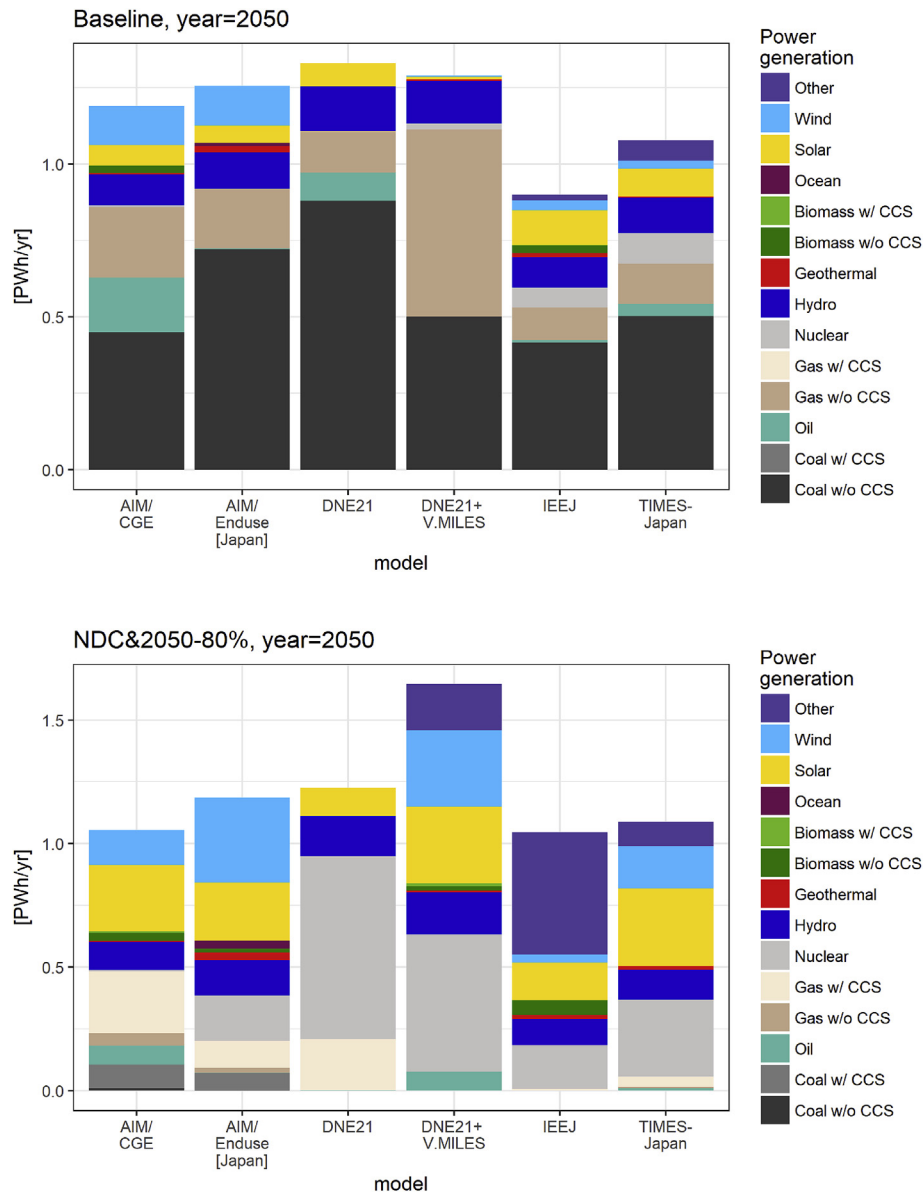 Baseline, year=2050
[PWh/yr]
1.0
0.5
0.0
AIM/
CGE
AIM/
Enduse
[Japan]
DNE21
DNE21+
V.MILES
IEEJ
TIMES-
Japan
model
Power
generation
Other
Wind
Solar
Ocean
Biomass w/ CCS
Biomass w/o CCS
Geothermal
Hydro
Nuclear
Gas w/ CCS
Gas w/o CCS
Oil
Coal w/ CCS
Coal w/o CCS
NDC&2050-80%, year=2050
[PWh/yr]
1.5
1.0
0.5
0.0
AIM/
CGE
AIM/
Enduse
[Japan]
DNE21
DNE21+
V.MILES
IEEJ
TIMES-
Japan
model
Power
generation
Other
Wind
Solar
Ocean
Biomass w/ CCS
Biomass w/o CCS
Geothermal
Hydro
Nuclear
Gas w/ CCS
Gas w/o CCS
Oil
Coal w/ CCS
Coal w/o CCS